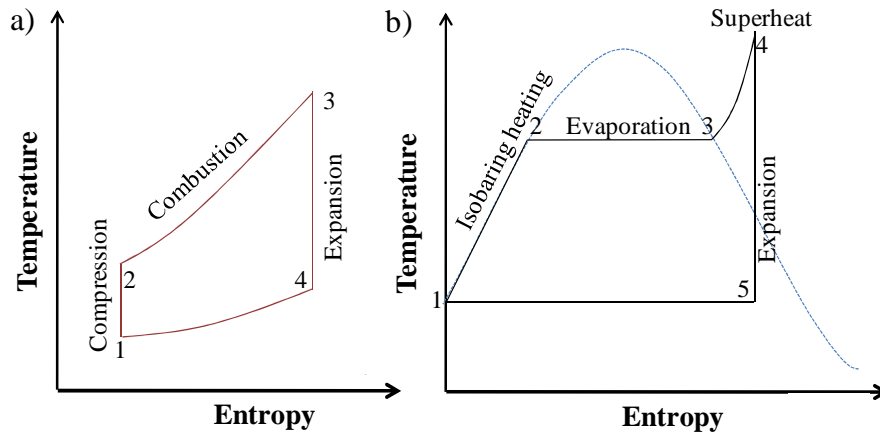 a)
Temperature
Compression
Combustion
Expansion
1
2
3
4
Entropy
b)
Temperature
Isobaring heating
Evaporation
Superheat
Expansion
1
2
3
4
5
Entropy